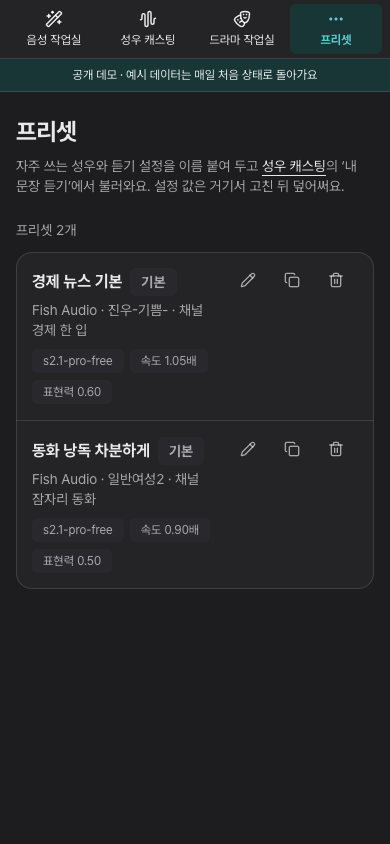 음성 작업실
성우 캐스팅
드라마 작업실
프리셋
공개 데모 · 예시 데이터는 매일 처음 상태로 돌아가요
프리셋
자주 쓰는 성우와 듣기 설정을 이름 붙여 두고 성우 캐스팅의 ‘내
문장 듣기’에서 불러와요. 설정 값은 거기서 고친 뒤 덮어써요.
프리셋 2개
경제 뉴스 기본 기본
Fish Audio · 진우-기쁨- · 채널
경제 한 입
s2.1-pro-free 속도 1.05배
표현력 0.60
동화 낭독 차분하게 기본
Fish Audio · 일반여성2 · 채널
잠자리 동화
s2.1-pro-free 속도 0.90배
표현력 0.50